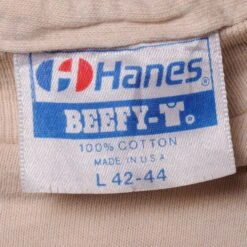 Hanes
BEEFY-T®
100% COTTON
MADE IN U.S.A
L 42-44